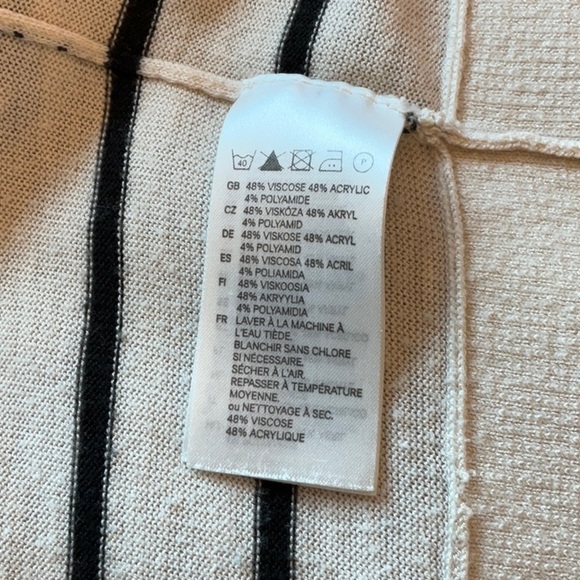 40 P
GB 48% VISCOSE 48% ACRYLIC
4% POLYAMIDE
CZ 48% VISKÓZA 48% AKRYL
4% POLYAMID
DE 48% VISKOSE 48% ACRYL
4% POLYAMID
ES 48% VISCOSA 48% ACRIL
4% POLIAMIDA
FI 48% VISKOOSIA
48% AKRYYLIA
4% POLYAMIDIA
FR LAVER À LA MACHINE À
L'EAU TIÈDE.
BLANCHIR SANS CHLORE
SI NÉCESSAIRE.
SÉCHER À L'AIR.
REPASSER À TEMPÉRATURE
MOYENNE.
ou NETTOYAGE À SEC.
48% VISCOSE
48% ACRYLIQUE